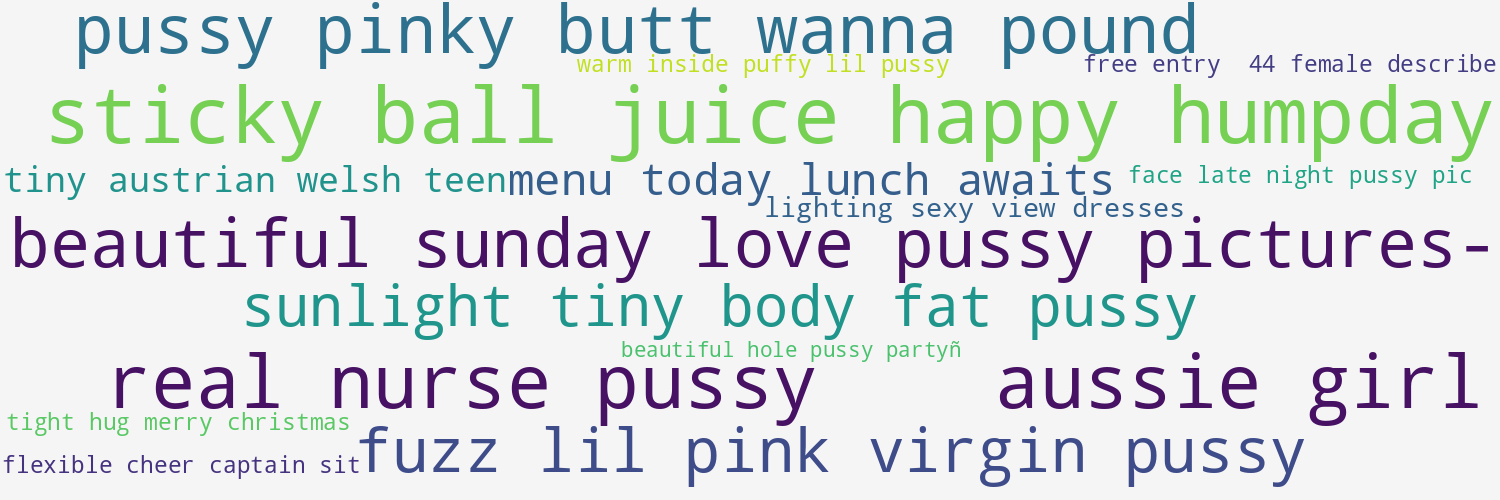 pussy pinky butt wanna pound
warm inside puffy lil pussy
free entry 44 female describe
sticky ball juice happy humpday
tiny austrian welsh teen
menu today lunch awaits
face late night pussy pic
lighting sexy view dresses
beautiful sunday love pussy pictures-
sunlight tiny body fat pussy
beautiful hole pussy partyñ
real nurse pussy
aussie girl
tight hug merry christmas
fuzz lil pink virgin pussy
flexible cheer captain sit